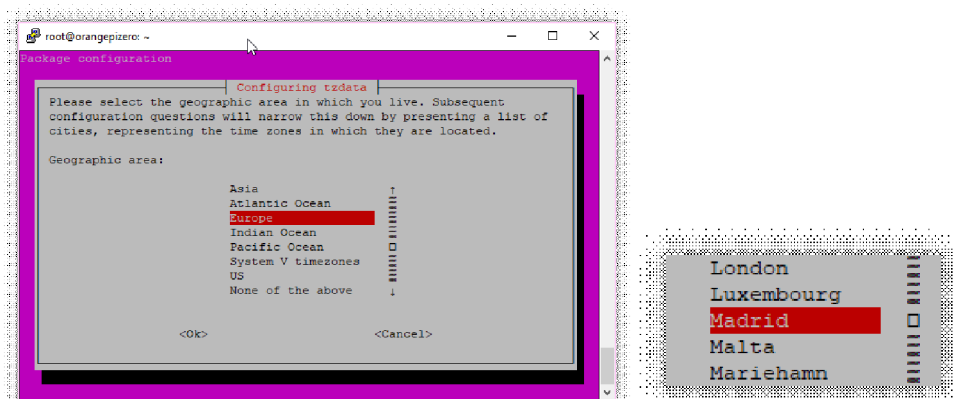 root@orangepizero: ~
Package configuration
Configuring tzdata
Please select the geographic area in which you live. Subsequent
configuration questions will narrow this down by presenting a list of
cities, representing the time zones in which they are located.
Geographic area:
Asia
Atlantic Ocean
Europe
Indian Ocean
Pacific Ocean
System V timezones
US
None of the above
<Ok> <Cancel>
London
Luxembourg
Madrid
Malta
Mariehamn